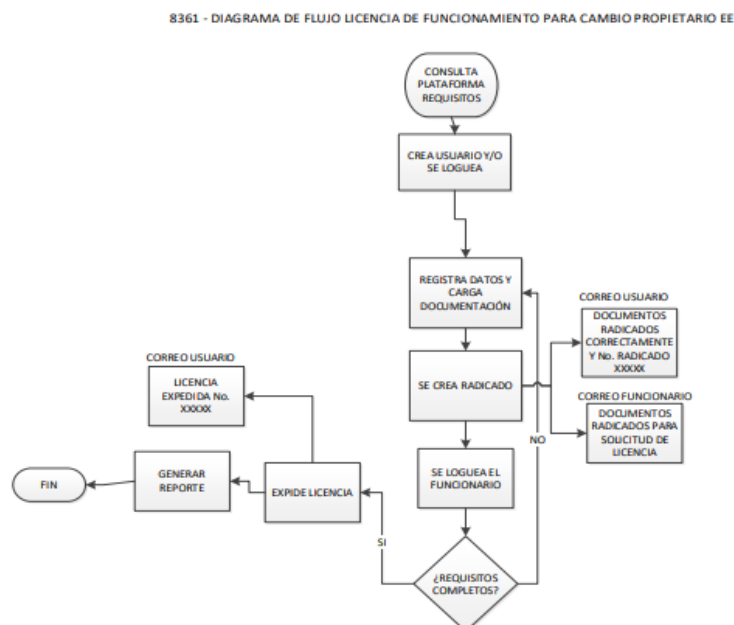 8361 - DIAGRAMA DE FLUJO LICENCIA DE FUNCIONAMIENTO PARA CAMBIO PROPIETARIO EE
CONSULTA
PLATAFORMA
REQUISITOS
CREA USUARIO Y/O
SE LOGUEA
REGISTRA DATOS Y
CARGA
DOCUMENTACIÓN
CORREO USUARIO
DOCUMENTOS
RADICADOS
CORRECTAMENTE
Y No. RADICADO
XXXXX
SE CREA RADICADO
CORREO FUNCIONARIO
DOCUMENTOS
RADICADOS PARA
SOLICITUD DE
LICENCIA
NO
CORREO USUARIO
LICENCIA
EXPEDIDA No.
XXXXX
SE LOGUEA EL
FUNCIONARIO
FIN
GENERAR
REPORTE
EXPIDE LICENCIA
SI
¿REQUISITOS
COMPLETOS?